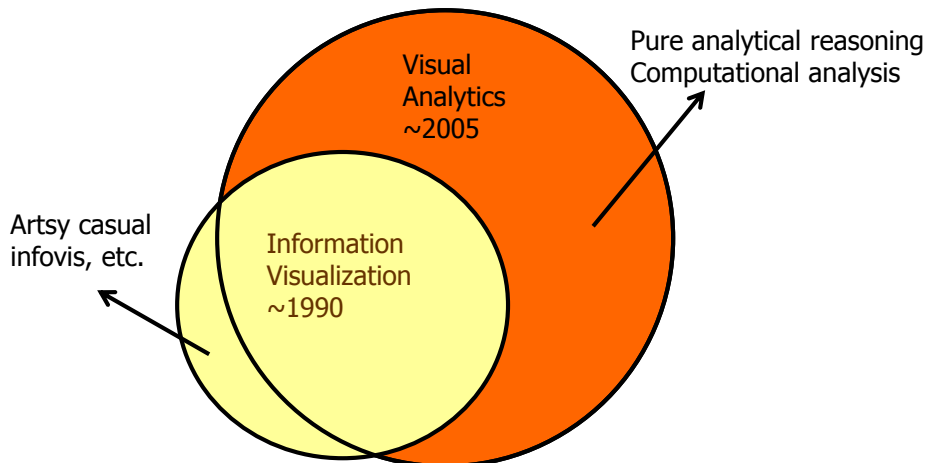 Visual
Analytics
~2005
Pure analytical reasoning
Computational analysis
Artsy casual
infovis, etc.
Information
Visualization
~1990